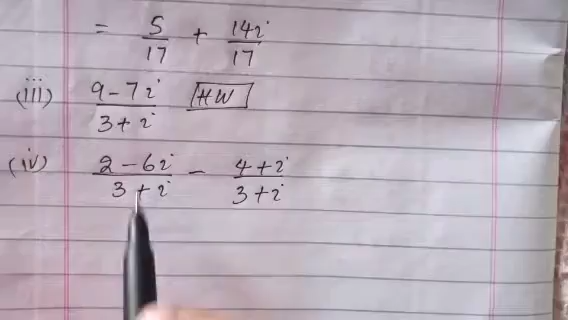 = 5/17 + 14i/17
(iii) 9-7i/3+i HW
(iv) 2-6i/3+i - 4+i/3+i